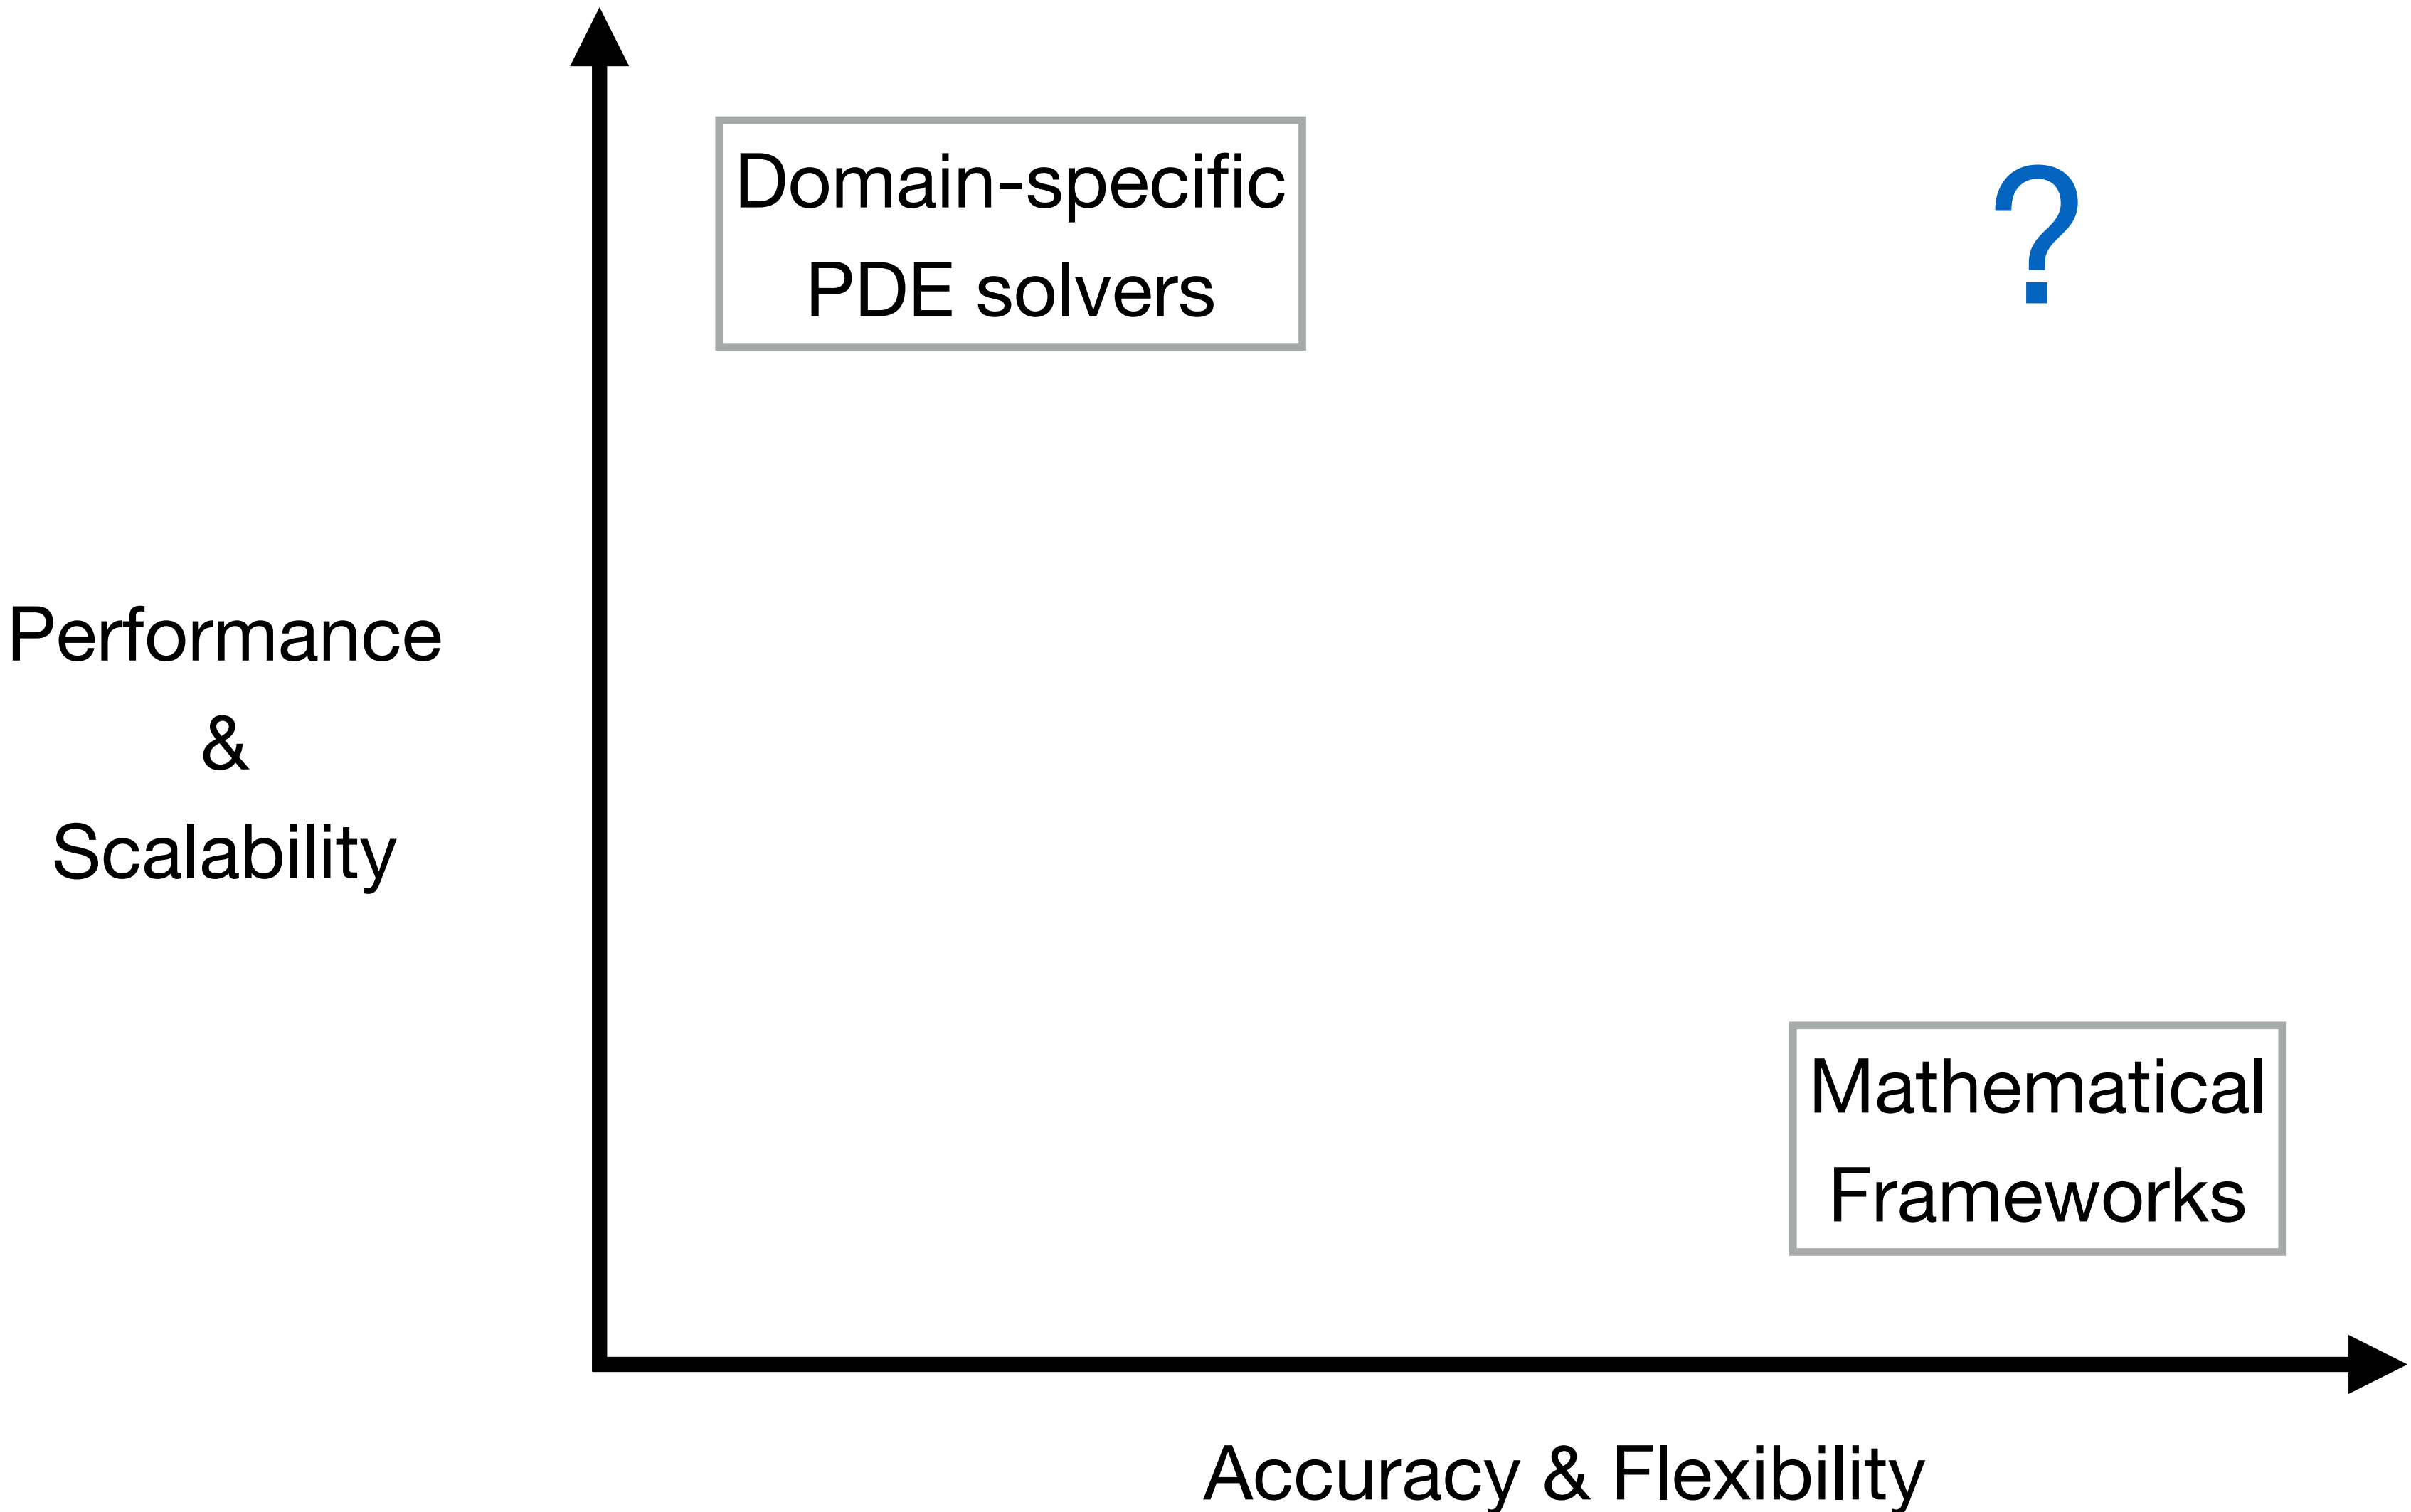 Domain-specific
PDE solvers
?
Performance
&
Scalability
Mathematical
Frameworks
Accuracy & Flexibility